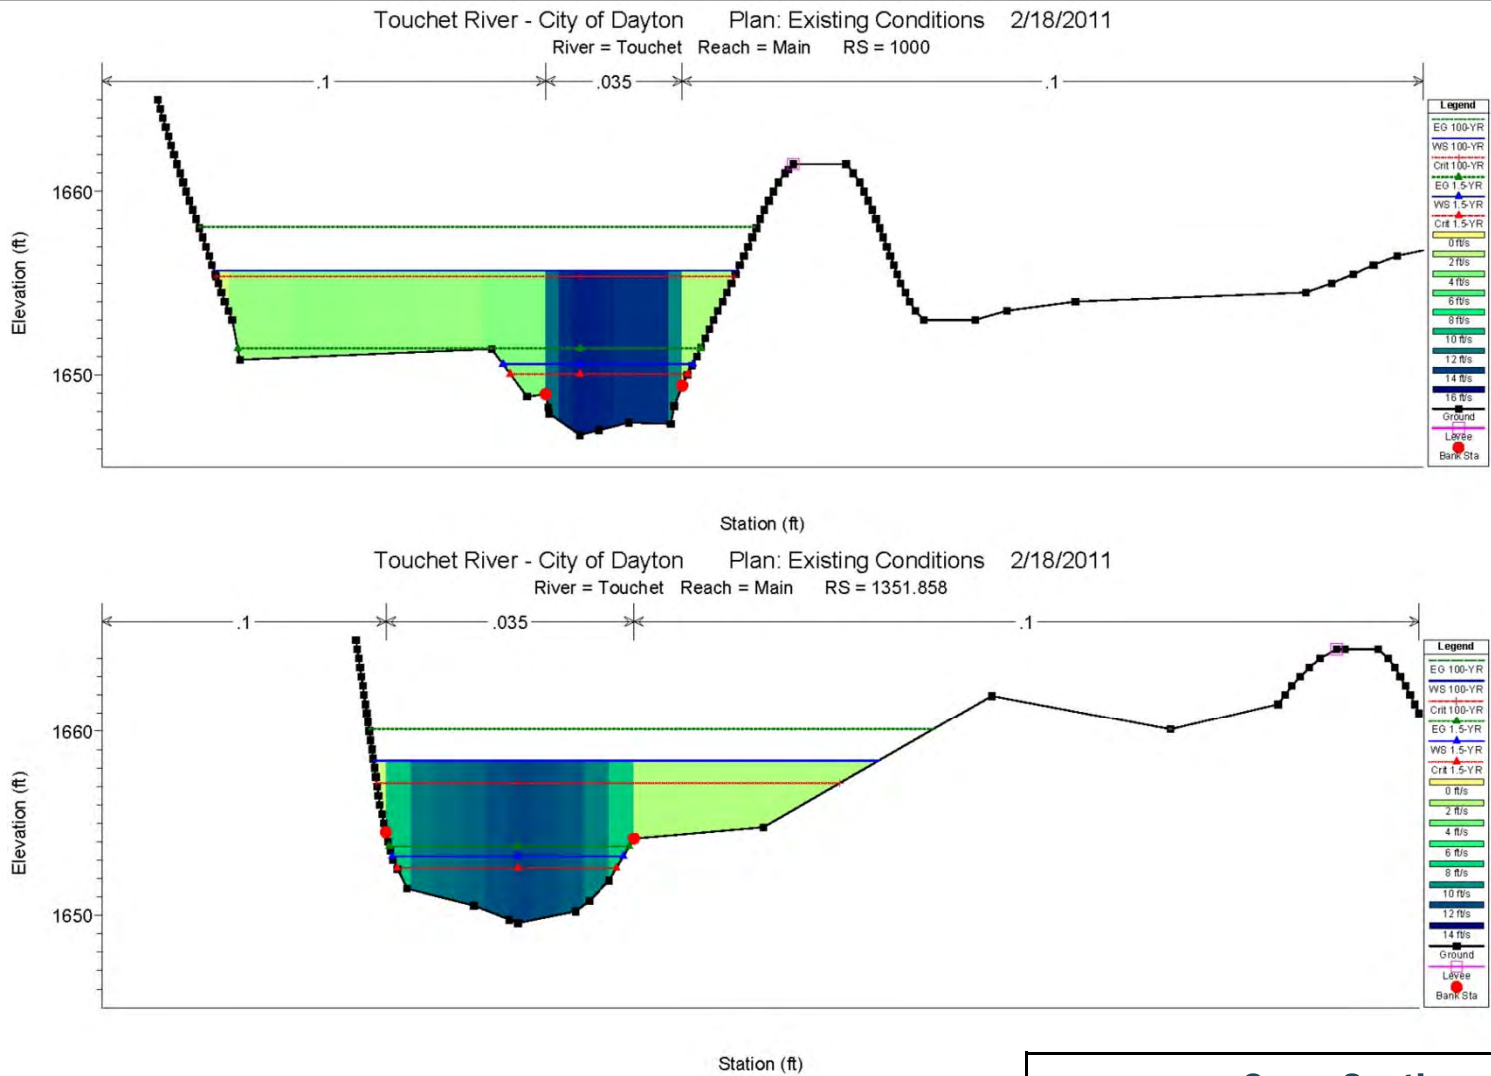 Touchet River - City of Dayton Plan: Existing Conditions 2/18/2011
River = Touchet Reach = Main RS = 1000
.1 .035 .1
Elevation (ft)
1660
1650
Station (ft)
Legend
EG 100-YR
WS 100-YR
Crit 100-YR
EG 1.5-YR
WS 1.5-YR
Crit 1.5-YR
0 ft/s
2 ft/s
4 ft/s
6 ft/s
8 ft/s
10 ft/s
12 ft/s
14 ft/s
16 ft/s
Ground
Levee
Bank Sta
Touchet River - City of Dayton Plan: Existing Conditions 2/18/2011
River = Touchet Reach = Main RS = 1351.858
.1 .035 .1
Elevation (ft)
1660
1650
Station (ft)
Legend
EG 100-YR
WS 100-YR
Crit 100-YR
EG 1.5-YR
WS 1.5-YR
Crit 1.5-YR
0 ft/s
2 ft/s
4 ft/s
6 ft/s
8 ft/s
10 ft/s
12 ft/s
14 ft/s
Ground
Levee
Bank Sta